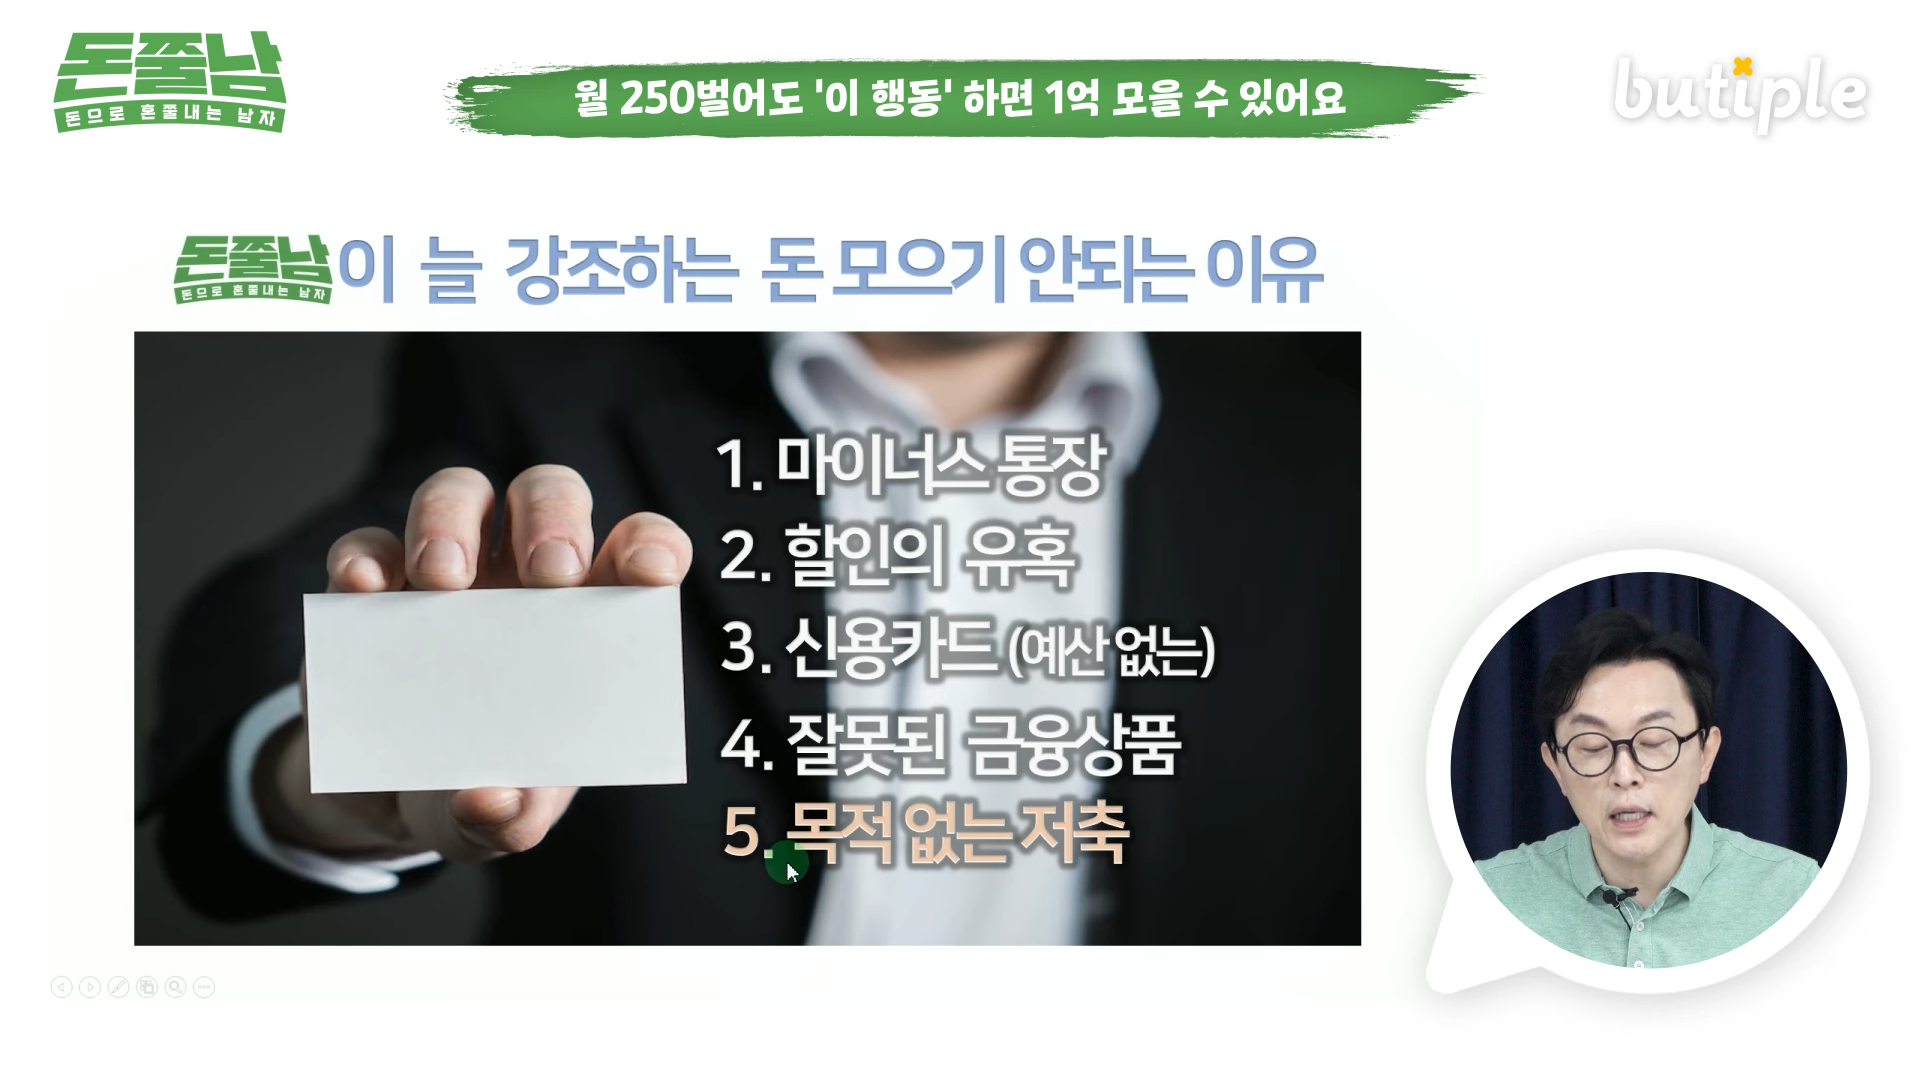 돈쭐남
돈으로 혼쭐내는 남자
월 250벌어도 '이 행동' 하면 1억 모을 수 있어요
butiple
돈쭐남이 늘 강조하는 돈 모으기 안되는 이유
돈으로 혼쭐내는 남자
1. 마이너스 통장
2. 할인의 유혹
3. 신용카드 (예산 없는)
4. 잘못된 금융상품
5. 목적 없는 저축